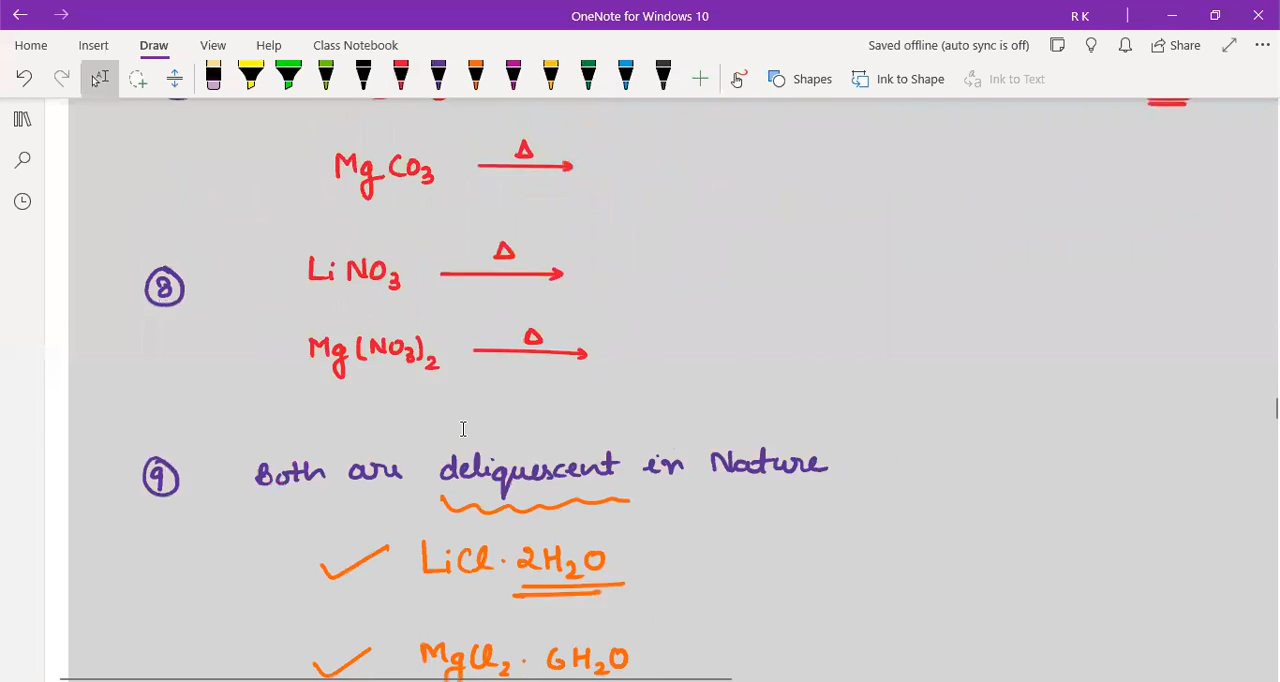 OneNote for Windows 10
R K
Home Insert Draw View Help Class Notebook
Saved offline (auto sync is off)
Share
Shapes
Ink to Shape
Ink to Text
MgCO3 Δ
8 LiNO3 Δ
Mg(NO3)2 Δ
9 Both are deliquescent in Nature
LiCl·2H2O
MgCl2·6H2O